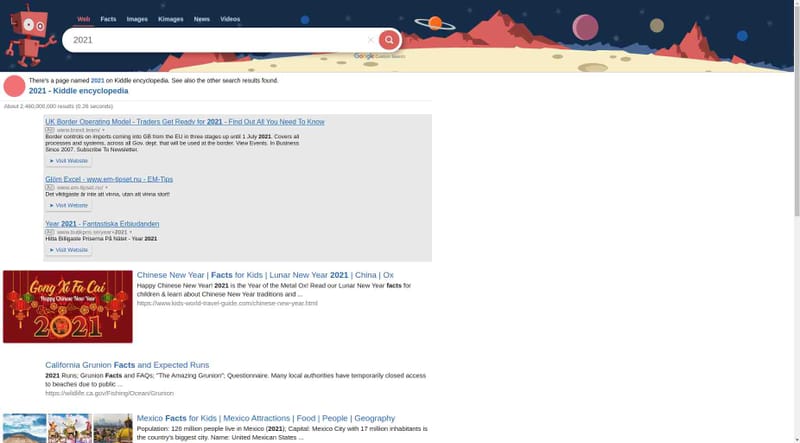 Web Facts Images Kimages News Videos
2021
Google Custom Search
There's a page named 2021 on Kiddle encyclopedia. See also the other search results found.
2021 - Kiddle encyclopedia
About 2,460,000,000 results (0.28 seconds)
UK Border Operating Model - Traders Get Ready for 2021 - Find Out All You Need To Know
Ad
Border controls on imports coming into GB from the EU in three stages up until 1 July 2021. Covers all
processes and systems, across all Gov. dept. that will be used at the border. View Events. In Business
Since 2007. Subscribe To Newsletter.
► Visit Website
Glöm Excel - www.em-tipset.nu - EM-Tips
Ad www.em-tipset.nu/
Det viktigaste är inte att vinna, utan att vinna stort!
► Visit Website
Year 2021 - Fantastiska Erbjudanden
Ad
Hitta Billigaste Priserna På Nätet - Year 2021
► Visit Website
Gong Xi Fa Cai
Happy Chinese New Year
2021
Chinese New Year | Facts for Kids | Lunar New Year 2021 | China | Ox
Happy Chinese New Year! 2021 is the Year of the Metal Ox! Read our Lunar New Year facts for
children & learn about Chinese New Year traditions and ...
https://www.kids-world-travel-guide.com/chinese-new-year.html
California Grunion Facts and Expected Runs
2021 Runs; Grunion Facts and FAQs; "The Amazing Grunion"; Questionnaire. Many local authorities have temporarily closed access
to beaches due to public ...
https://wildlife.ca.gov/Fishing/Ocean/Grunion
Mexico Facts for Kids | Mexico Attractions | Food | People | Geography
Population: 126 million people live in Mexico (2021); Capital: Mexico City with 17 million inhabitants is
the country's biggest city. Name: United Mexican States ...